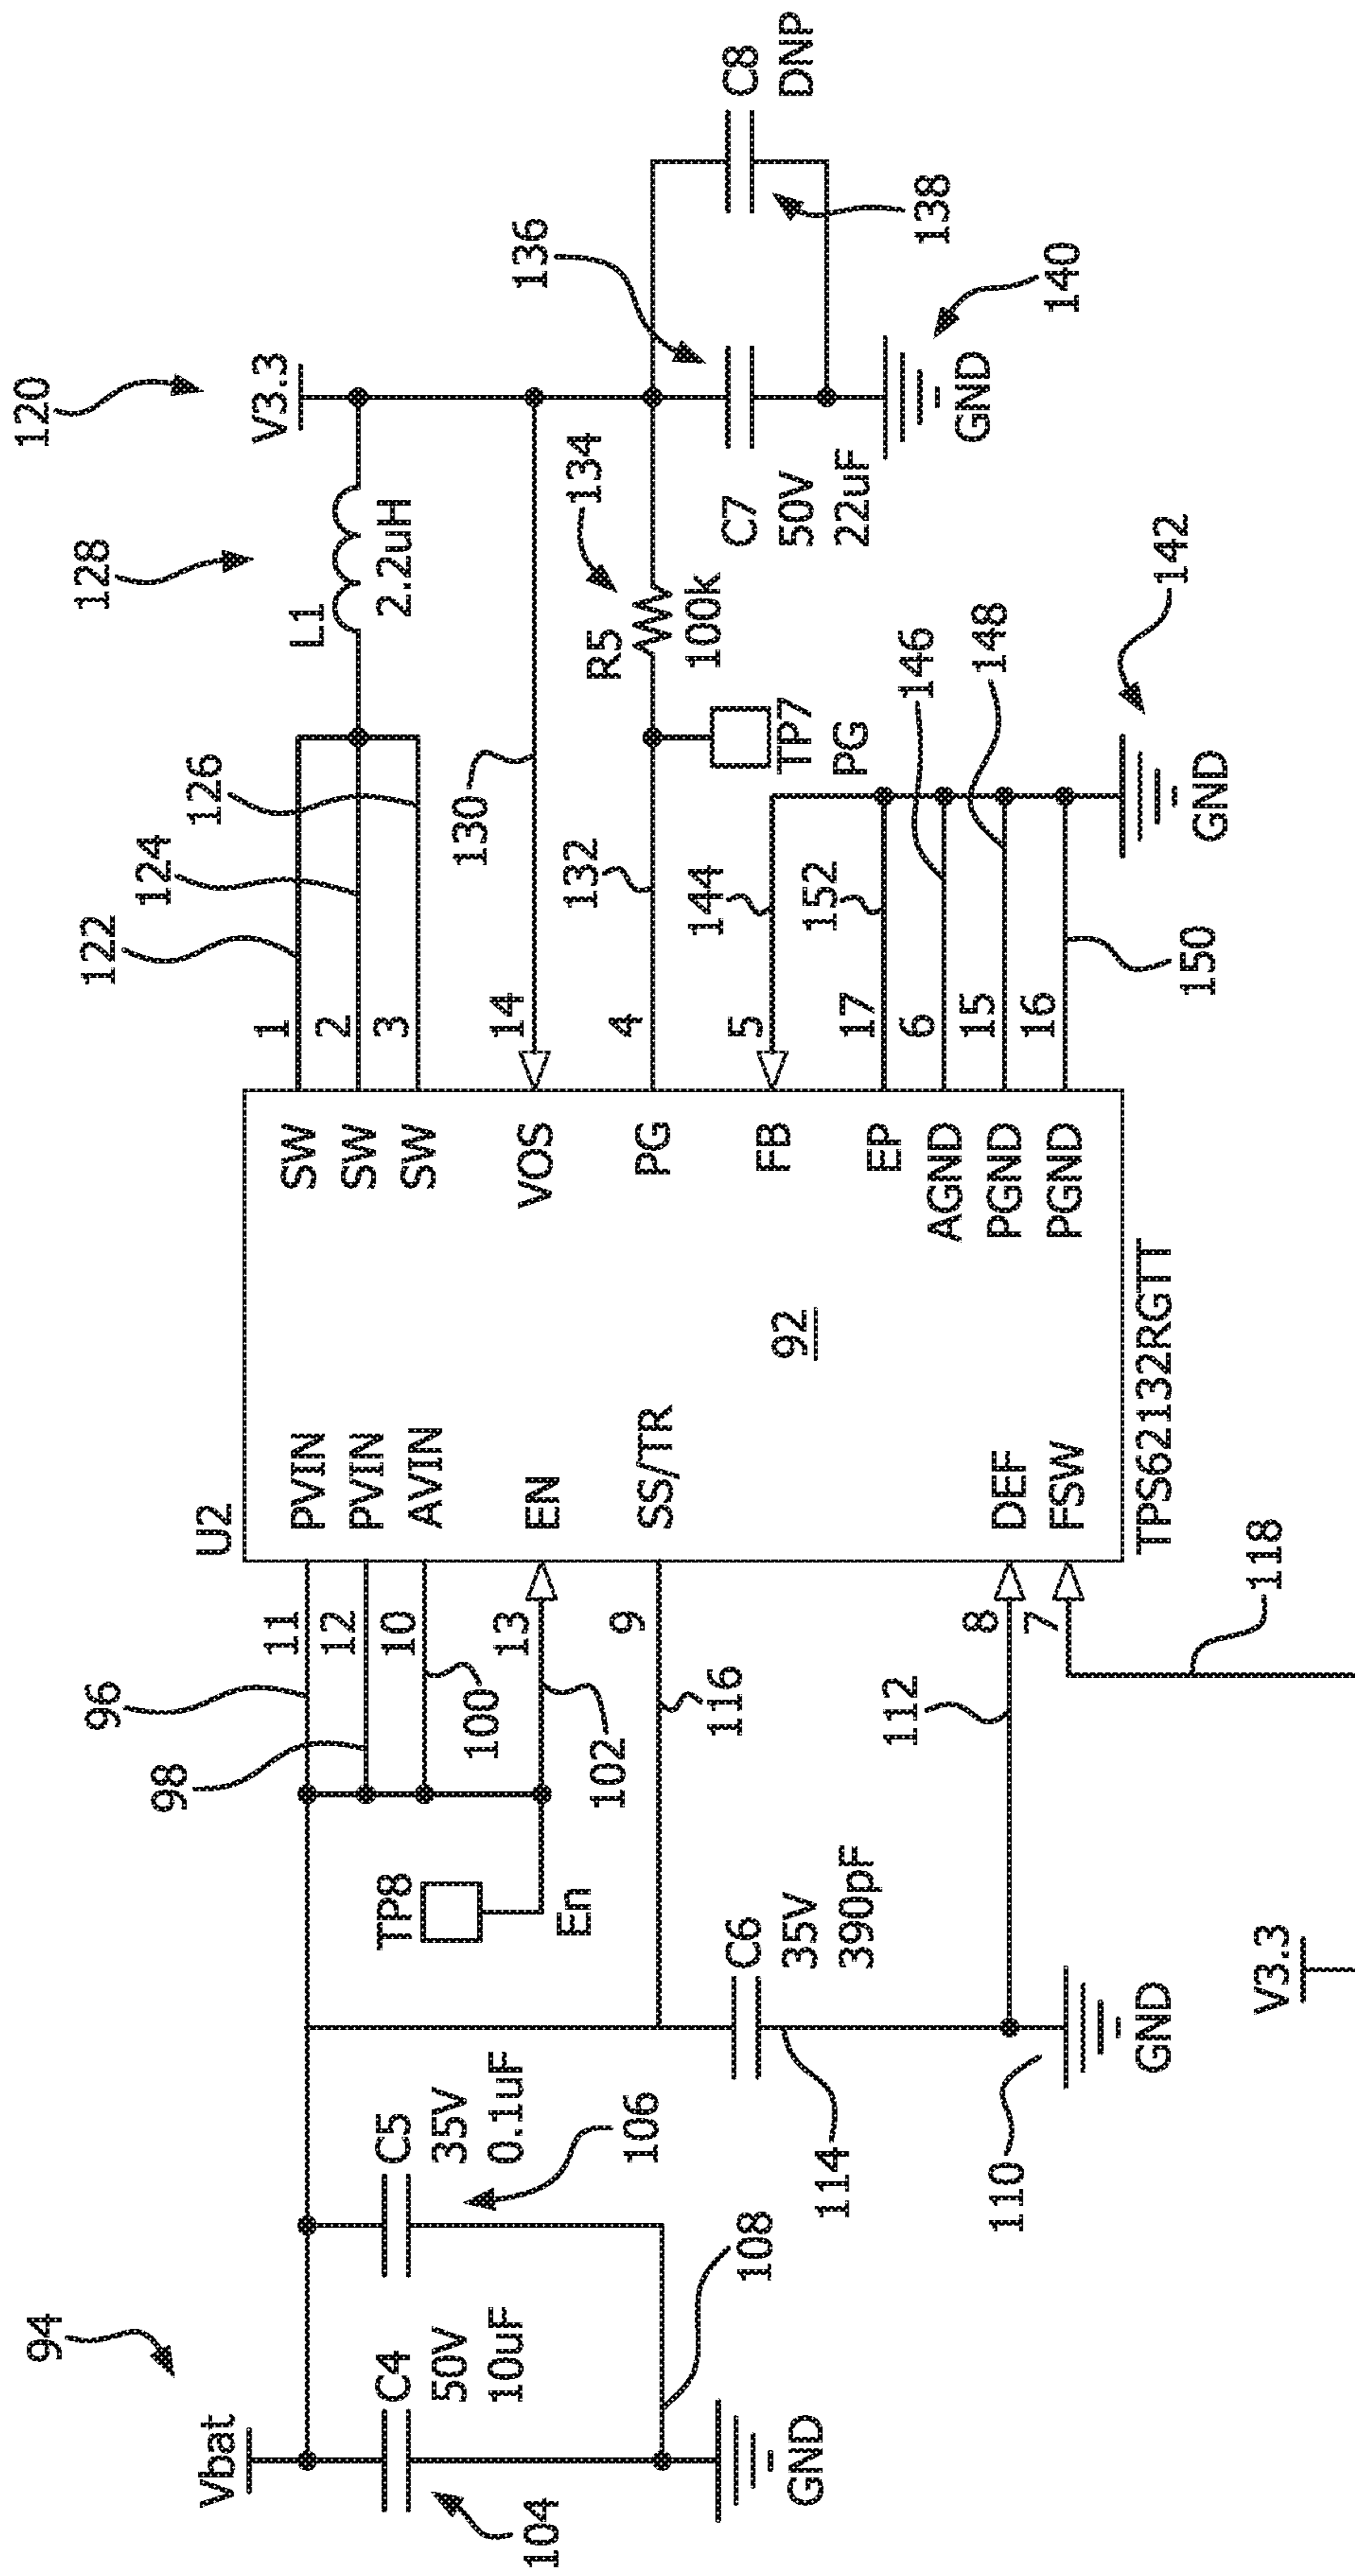 94
Vbat
104
C4
50V
10uF
GND
108
C5
35V
0.1uF
106
110
GND
114
C6
35V
390pF
TP8
En
96
98
100
102
116
112
118
V3.3
11
12
10
13
9
8
7
U2
PVIN
PVIN
AVIN
EN
SS/TR
DEF
FSW
92
TPS62132RGTT
SW
SW
SW
VOS
PG
FB
EP
AGND
PGND
PGND
1
2
3
14
4
5
17
6
15
16
122
124
126
130
132
144
152
146
148
150
TP7
PG
GND
142
L1
2.2uH
128
R5
100k
134
120
V3.3
136
C7
50V
22uF
GND
140
138
C8
DNP